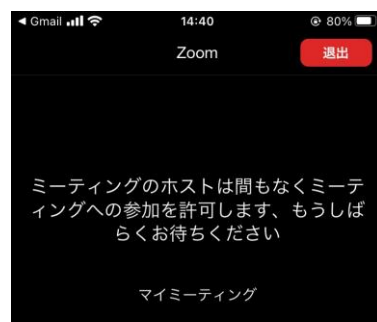 ◀ Gmail 14:40 80%
Zoom 退出
ミーティングのホストは間もなくミーテ
ィングへの参加を許可します、もうしば
らくお待ちください
マイミーティング